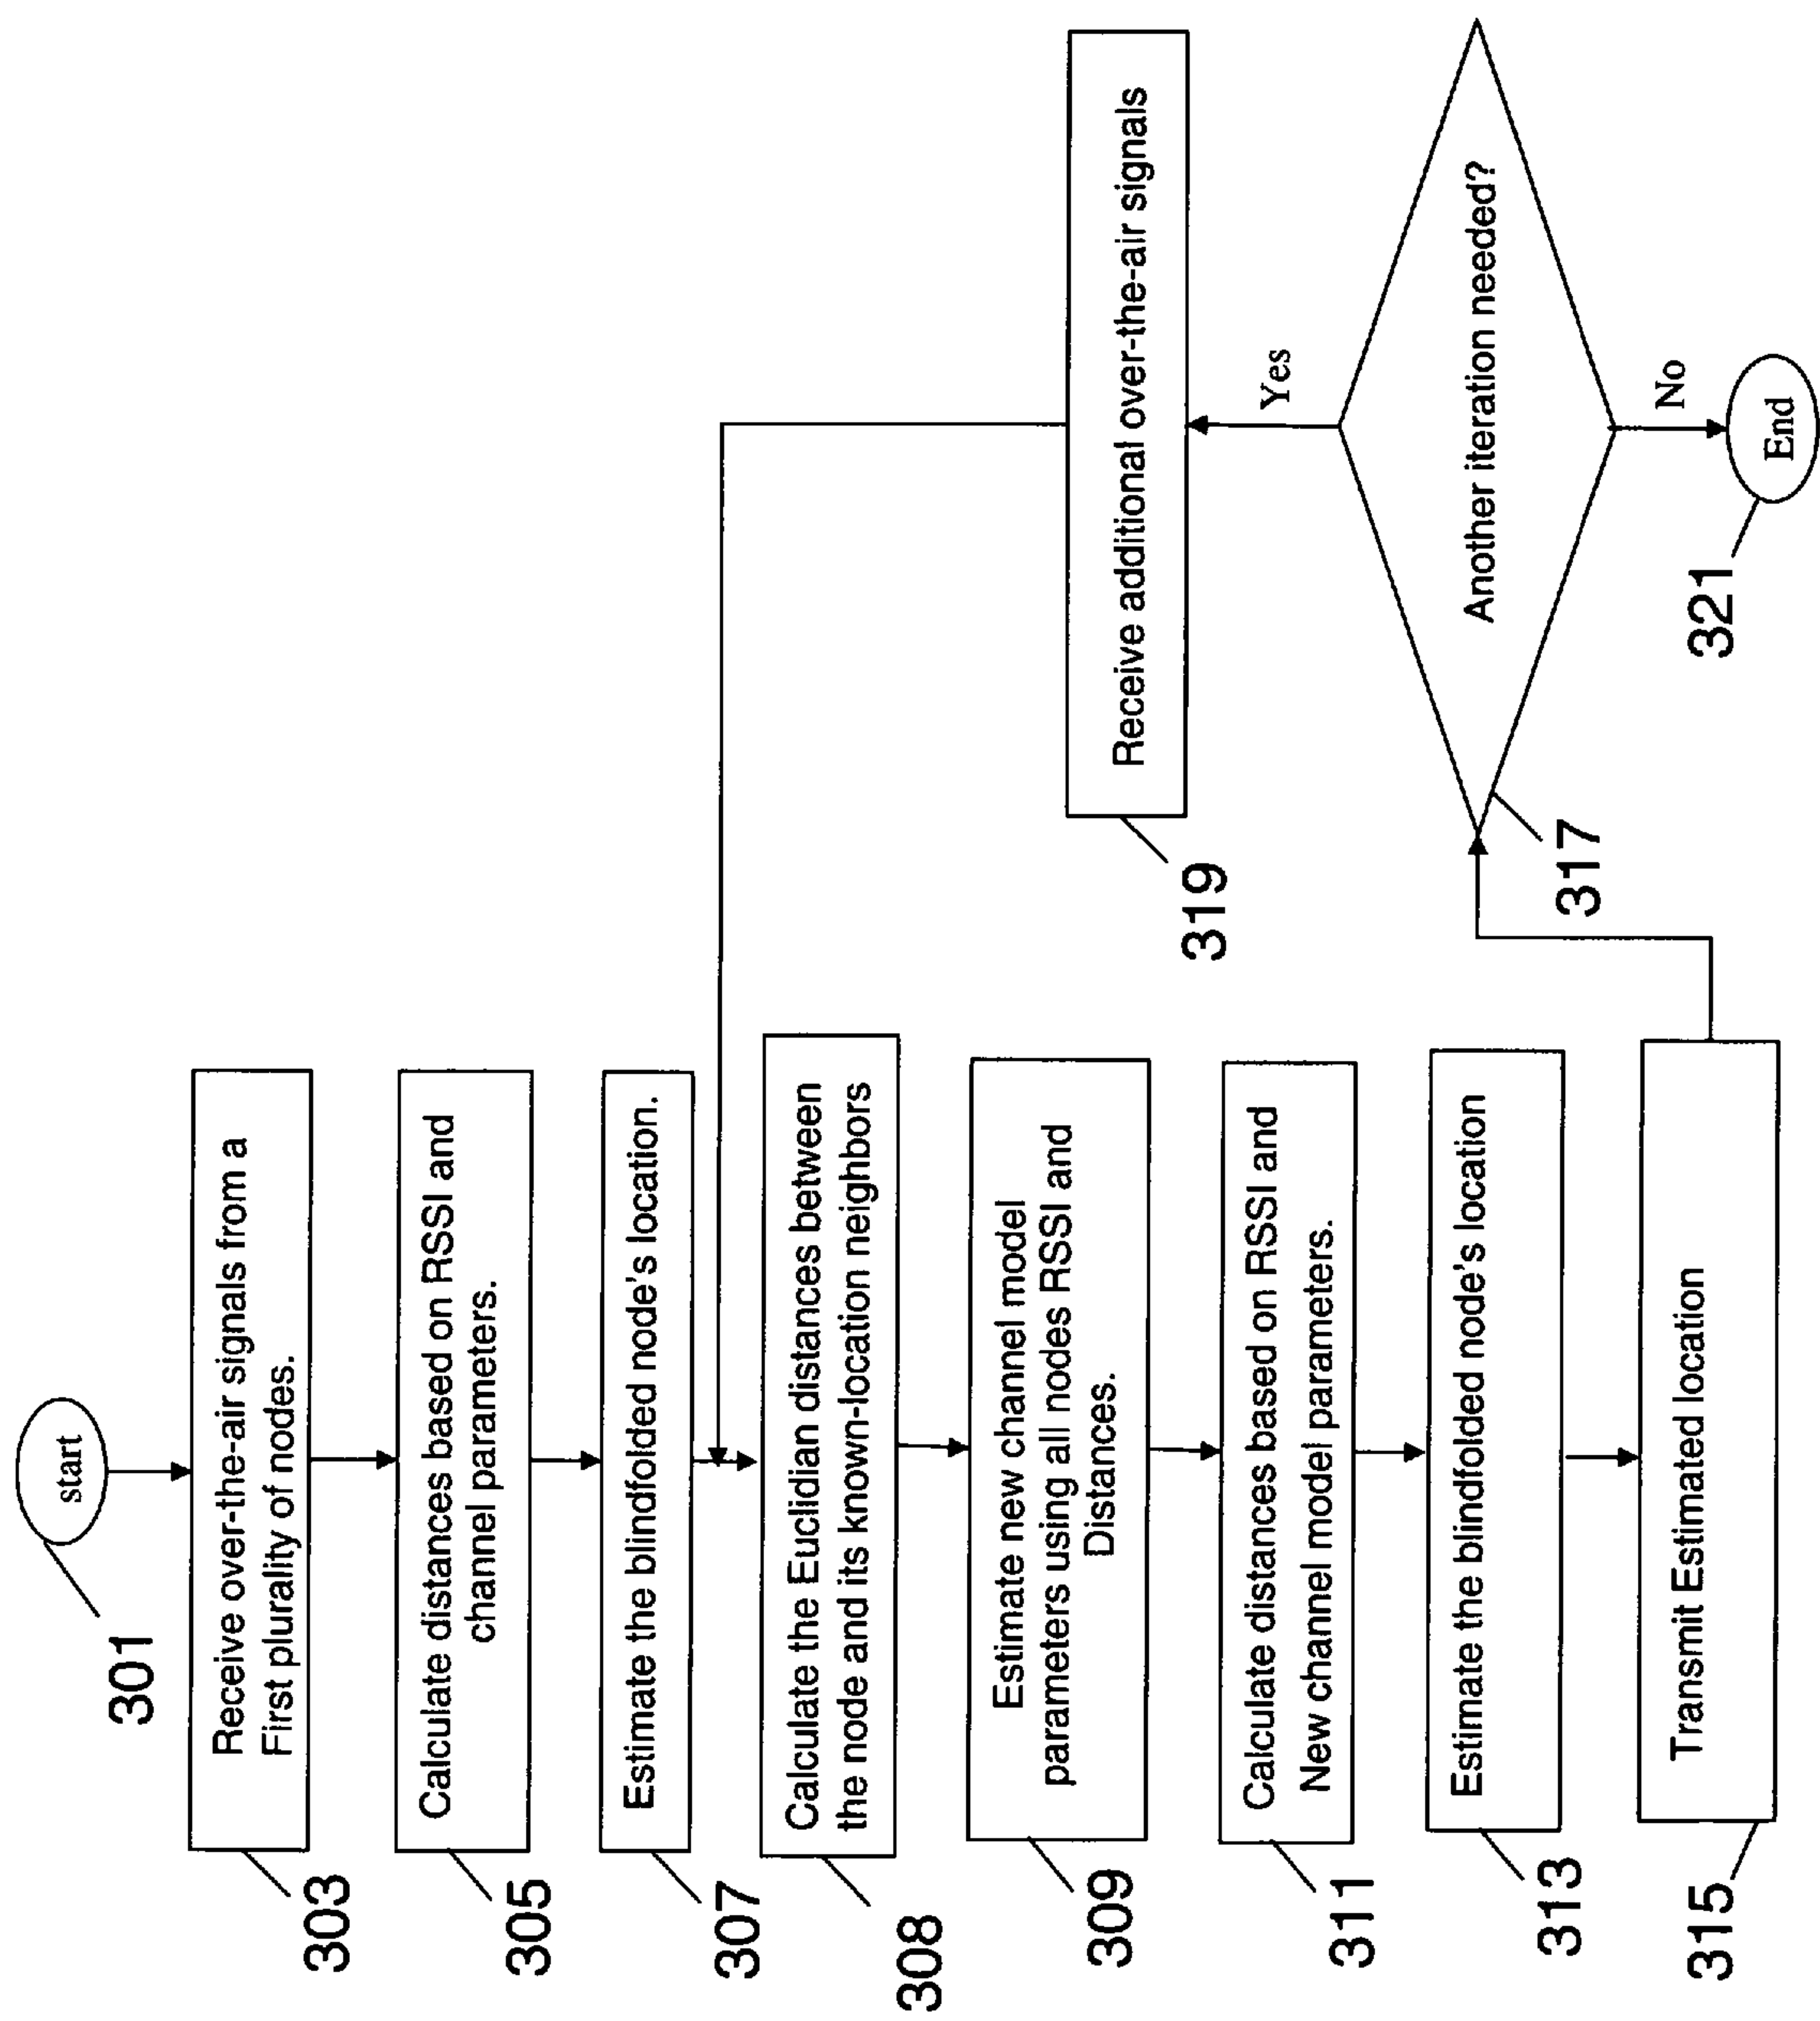 start
301
Receive over-the-air signals from a
First plurality of nodes.
303
Calculate distances based on RSSI and
channel parameters.
305
Estimate the blindfolded node's location.
307
Calculate the Euclidian distances between
the node and its known-location neighbors
308
Estimate new channel model
parameters using all nodes RSSI and
Distances.
309
Calculate distances based on RSSI and
New channel model parameters.
311
Estimate the blindfolded node's location
313
Transmit Estimated location
315
Receive additional over-the-air signals
319
Yes
Another iteration needed?
317
No
End
321